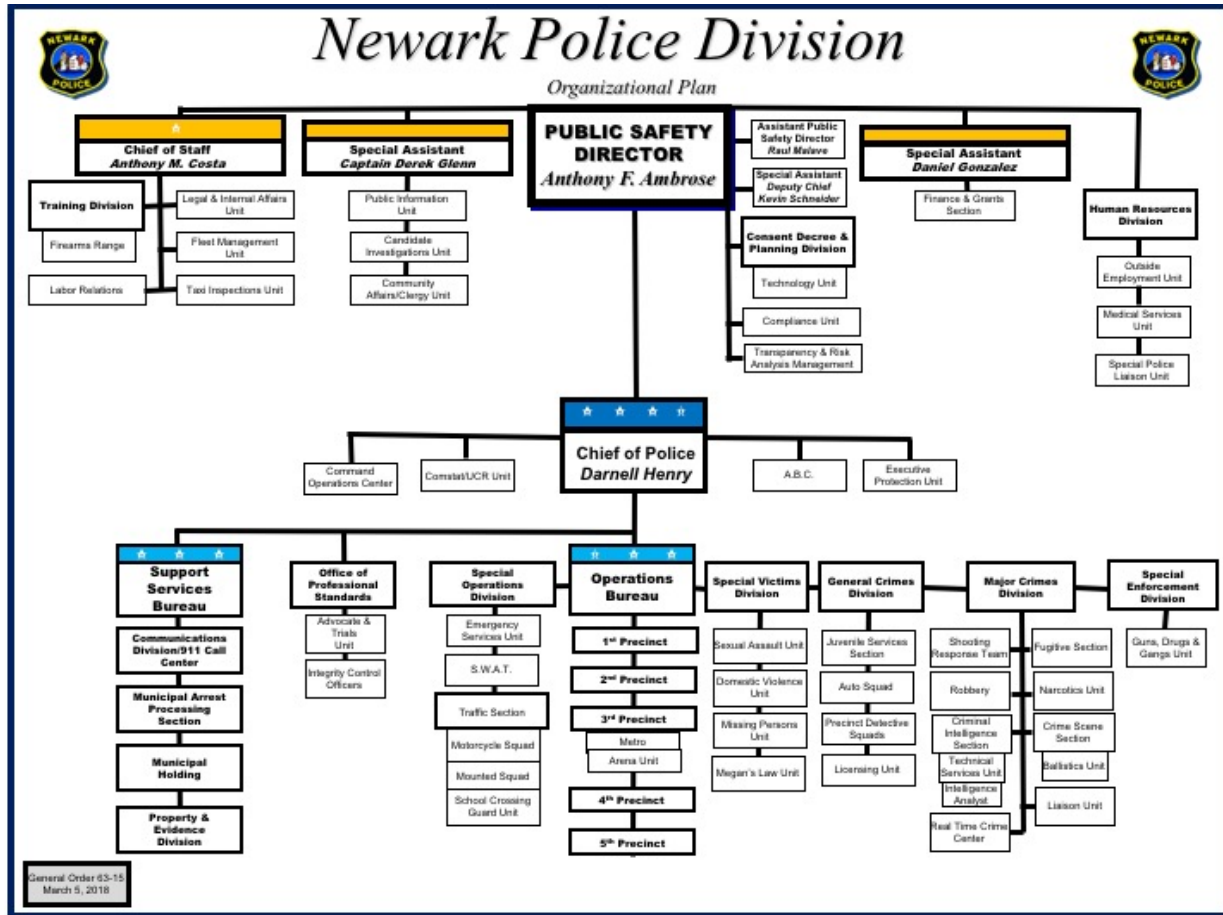 Newark Police Division
Organizational Plan
NEWARK
POLICE
NEWARK
POLICE
Chief of Staff
Anthony M. Costa
Training Division
Firearms Range
Labor Relations
Legal & Internal Affairs
Unit
Fleet Management
Unit
Taxi Inspections Unit
Special Assistant
Captain Derek Glenn
Public Information
Unit
Candidate
Investigations Unit
Community
Affairs/Clergy Unit
PUBLIC SAFETY
DIRECTOR
Anthony F. Ambrose
Assistant Public
Safety Director
Raul Malave
Special Assistant
Deputy Chief
Kevin Schneider
Consent Decree &
Planning Division
Technology Unit
Compliance Unit
Transparency & Risk
Analysis Management
Special Assistant
Daniel Gonzalez
Finance & Grants
Section
Human Resources
Division
Outside
Employment Unit
Medical Services
Unit
Special Police
Liaison Unit
Chief of Police
Darnell Henry
Command
Operations Center
Comstat/UCR Unit
A.B.C.
Executive
Protection Unit
Support
Services
Bureau
Communications
Division/911 Call
Center
Municipal Arrest
Processing
Section
Municipal
Holding
Property &
Evidence
Division
Office of
Professional
Standards
Advocate &
Trials
Unit
Integrity Control
Officers
Special
Operations
Division
Emergency
Services Unit
S.W.A.T.
Traffic Section
Motorcycle Squad
Mounted Squad
School Crossing
Guard Unit
Operations
Bureau
1st Precinct
2nd Precinct
3rd Precinct
Metro
Arena Unit
4th Precinct
5th Precinct
Special Victims
Division
Sexual Assault Unit
Domestic Violence
Unit
Missing Persons
Unit
Megan's Law Unit
General Crimes
Division
Juvenile Services
Section
Auto Squad
Precinct Detective
Squads
Licensing Unit
Major Crimes
Division
Shooting
Response Team
Robbery
Criminal
Intelligence
Section
Technical
Services Unit
Intelligence
Analyst
Real Time Crime
Center
Fugitive Section
Narcotics Unit
Crime Scene
Section
Ballistics Unit
Liaison Unit
Special
Enforcement
Division
Guns, Drugs &
Gangs Unit
General Order 63-15
March 5, 2018